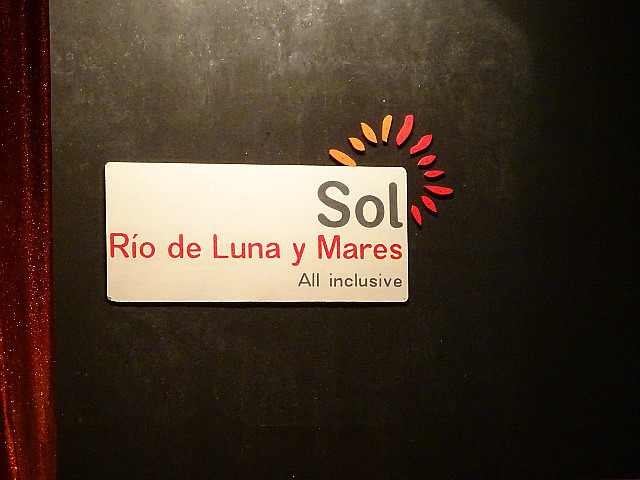 Sol
Río de Luna y Mares
All inclusive